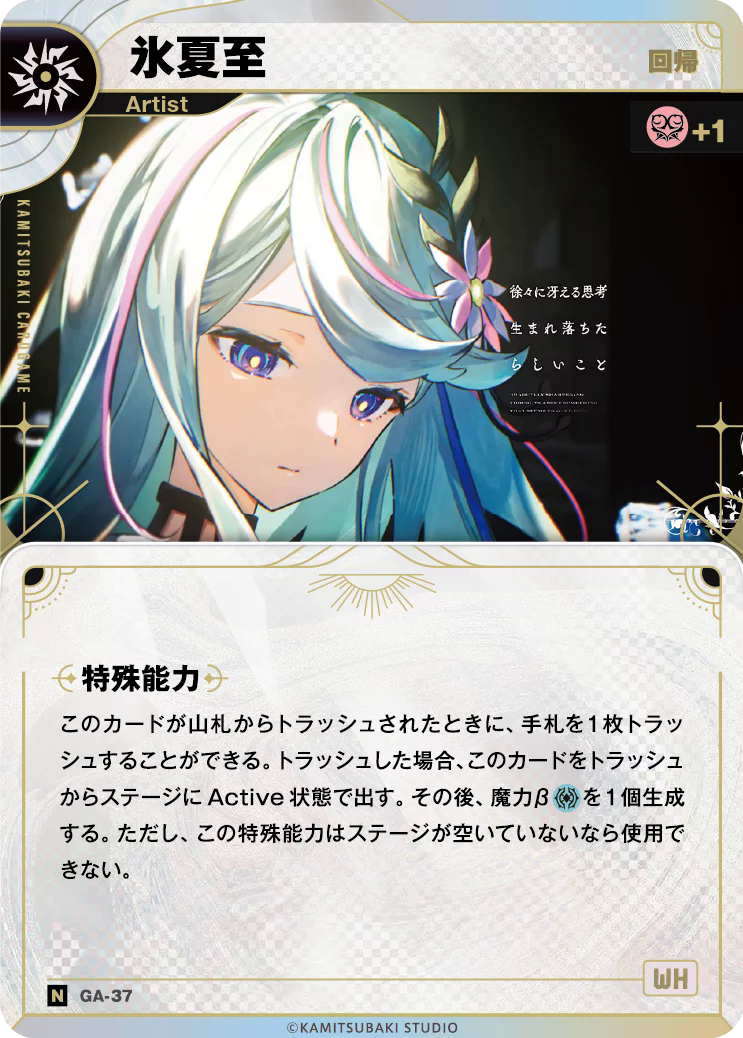 氷夏至
回帰
Artist
+1
KAMITSUBAKI CARDGAME
徐々に冴える思考
生まれ落ちた
らしいこと
特殊能力
このカードが山札からトラッシュされたときに、手札を1枚トラッ
シュすることができる。トラッシュした場合、このカードをトラッシュ
からステージにActive状態で出す。その後、魔力βを1個生成
する。ただし、この特殊能力はステージが空いていないなら使用で
きない。
WH
N GA-37
©KAMITSUBAKI STUDIO